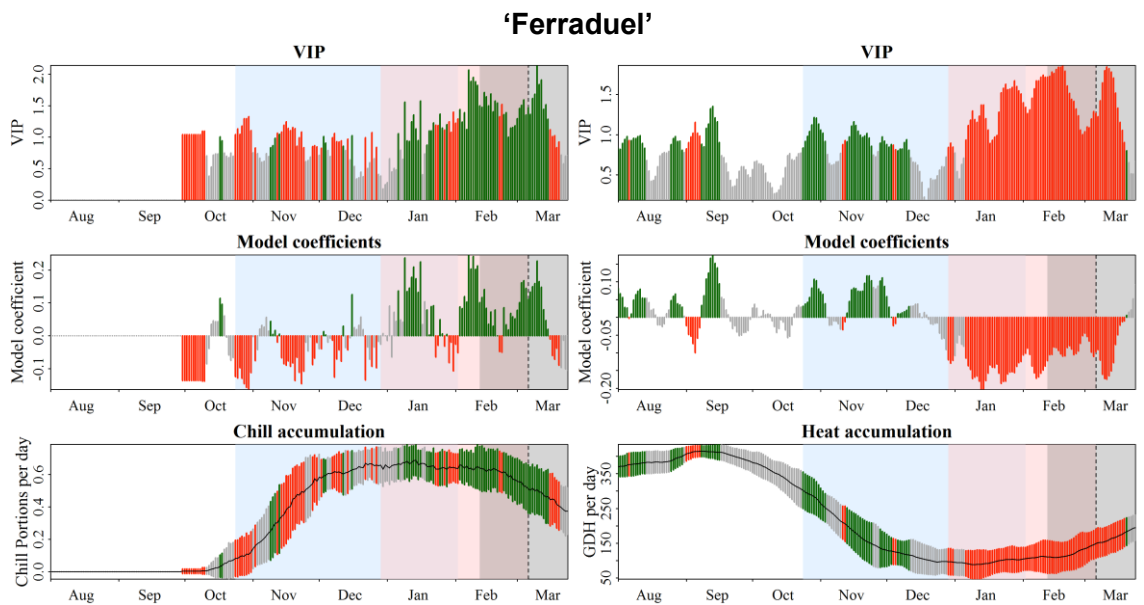 ‘Ferraduel’
VIP
VIP
2.0
1.5
1.0
0.5
0.0
Aug Sep Oct Nov Dec Jan Feb Mar
VIP
VIP
1.5
1.0
0.5
Aug Sep Oct Nov Dec Jan Feb Mar
Model coefficients
Model coefficient
0.2
0.1
0.0
-0.1
Aug Sep Oct Nov Dec Jan Feb Mar
Model coefficients
Model coefficient
0.10
-0.05
-0.20
Aug Sep Oct Nov Dec Jan Feb Mar
Chill accumulation
Chill Portions per day
0.6
0.4
0.2
0.0
Aug Sep Oct Nov Dec Jan Feb Mar
Heat accumulation
GDH per day
350
250
150
50
Aug Sep Oct Nov Dec Jan Feb Mar